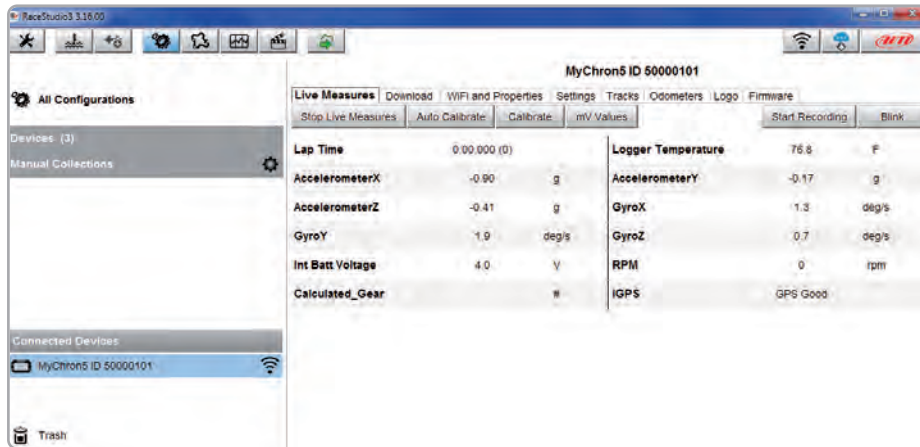 RaceStudio3 3.16.00
AiM
MyChron5 ID 50000101
All Configurations
Live Measures Download WiFi and Properties Settings Tracks Odometers Logo Firmware
Stop Live Measures Auto Calibrate Calibrate mV Values Start Recording Blink
Devices (3)
Manual Collections
Lap Time 0:00.000 (0) Logger Temperature 76.8 °F
AccelerometerX -0.90 g AccelerometerY -0.17 g
AccelerometerZ -0.41 g GyroX 1.3 deg/s
GyroY 1.9 deg/s GyroZ 0.7 deg/s
Int Batt Voltage 4.0 V RPM 0 rpm
Calculated_Gear # iGPS GPS Good
Connected Devices
MyChron5 ID 50000101
Trash